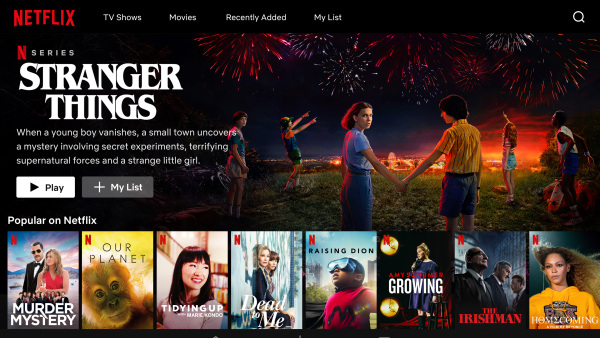 NETFLIX
TV Shows
Movies
Recently Added
My List
N SERIES
STRANGER
THINGS
When a young boy vanishes, a small town uncovers
a mystery involving secret experiments, terrifying
supernatural forces and a strange little girl.
Play
My List
Popular on Netflix
N
MURDER
MYSTERY
N
OUR
PLANET
N
TIDYING UP
WITH MARIE KONDO
N
Dead
to Me
N
RAISING DION
N
AMY SCHUMER
GROWING
N
THE
IRISHMAN
N
HOMECOMING